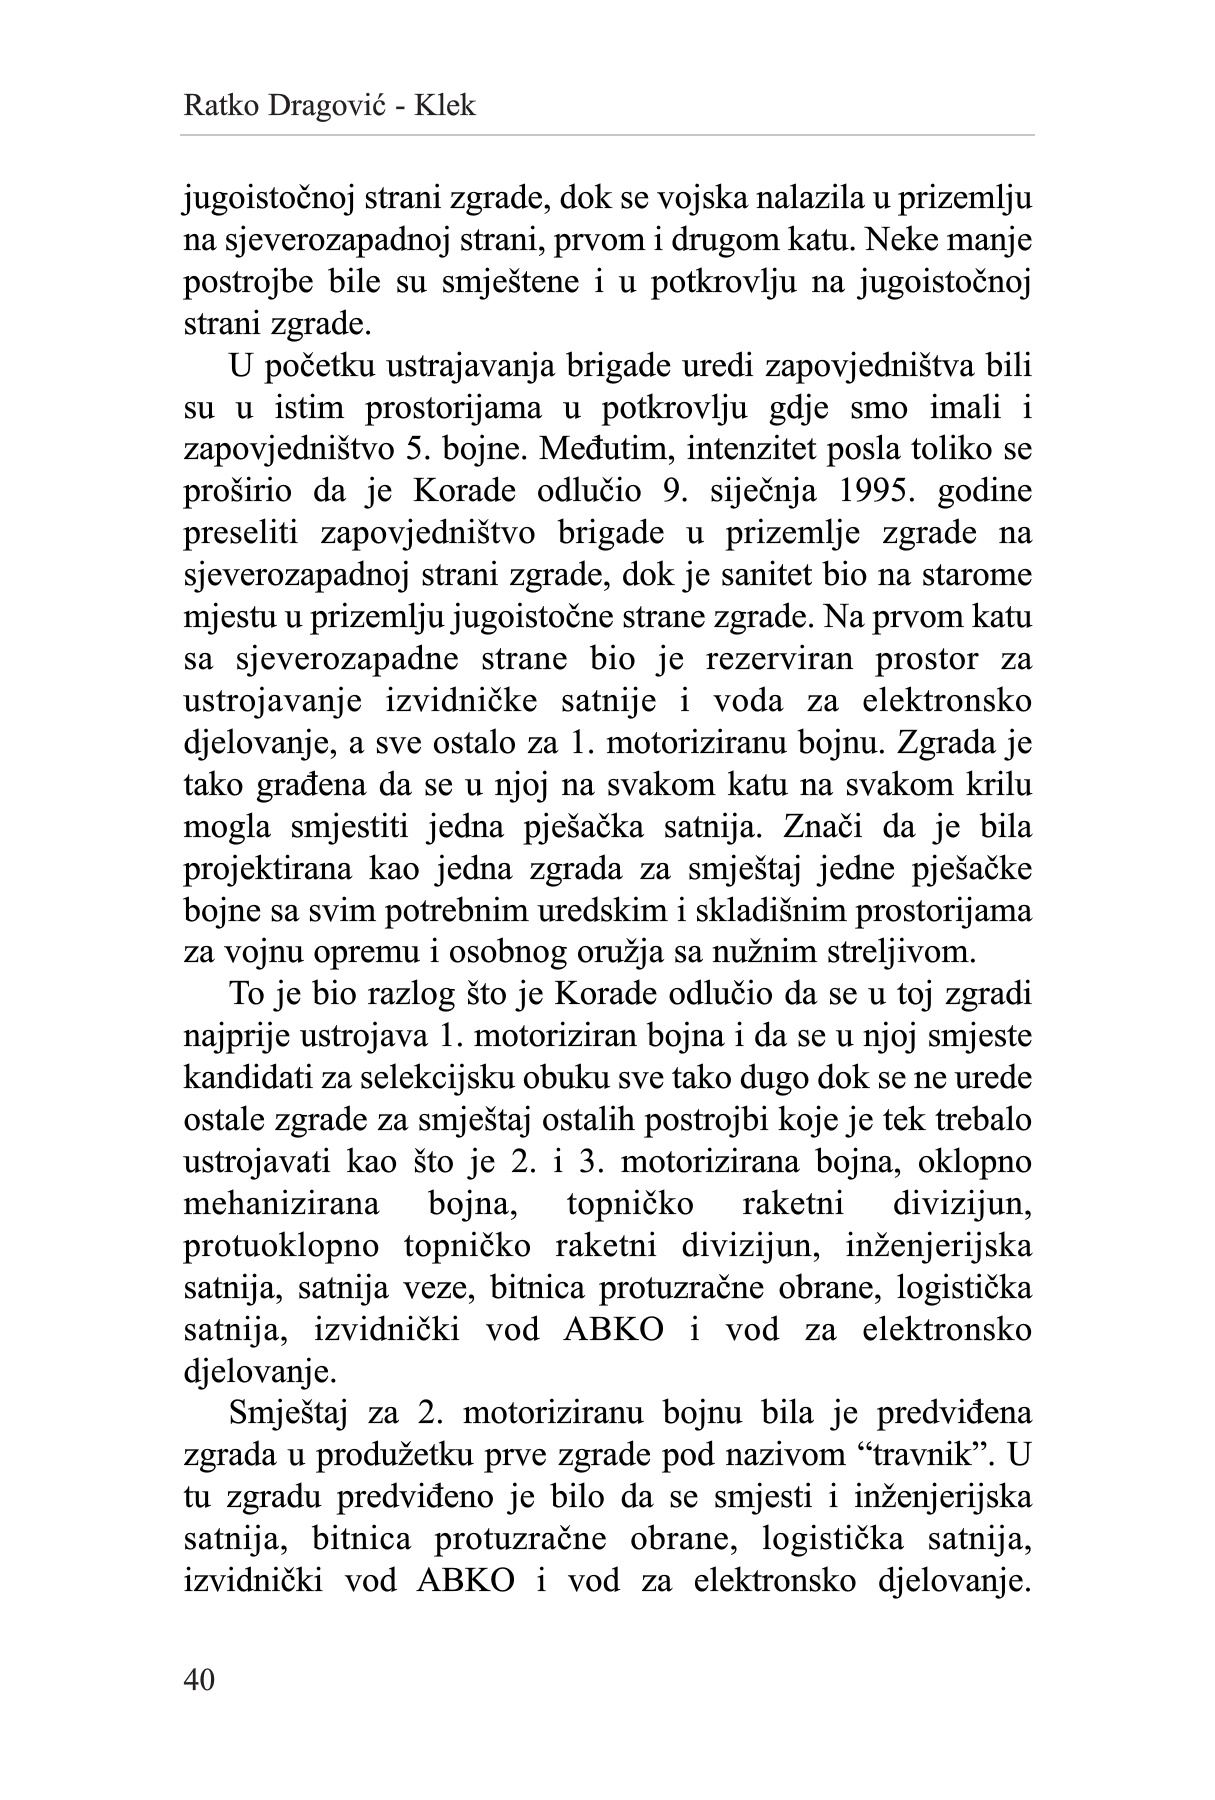 Ratko Dragović - Klek
jugoistočnoj strani zgrade, dok se vojska nalazila u prizemlju
na sjeverozapadnoj strani, prvom i drugom katu. Neke manje
postrojbe bile su smještene i u potkrovlju na jugoistočnoj
strani zgrade.
U početku ustrajavanja brigade uredi zapovjedništva bili
su u istim prostorijama u potkrovlju gdje smo imali i
zapovjedništvo 5. bojne. Međutim, intenzitet posla toliko se
proširio da je Korade odlučio 9. siječnja 1995. godine
preseliti zapovjedništvo brigade u prizemlje zgrade na
sjeverozapadnoj strani zgrade, dok je sanitet bio na starome
mjestu u prizemlju jugoistočne strane zgrade. Na prvom katu
sa sjeverozapadne strane bio je rezerviran prostor za
ustrojavanje izvidničke satnije i voda za elektronsko
djelovanje, a sve ostalo za 1. motoriziranu bojnu. Zgrada je
tako građena da se u njoj na svakom katu na svakom krilu
mogla smjestiti jedna pješačka satnija. Znači da je bila
projektirana kao jedna zgrada za smještaj jedne pješačke
bojne sa svim potrebnim uredskim i skladišnim prostorijama
za vojnu opremu i osobnog oružja sa nužnim streljivom.
To je bio razlog što je Korade odlučio da se u toj zgradi
najprije ustrojava 1. motoriziran bojna i da se u njoj smjeste
kandidati za selekcijsku obuku sve tako dugo dok se ne urede
ostale zgrade za smještaj ostalih postrojbi koje je tek trebalo
ustrojavati kao što je 2. i 3. motorizirana bojna, oklopno
mehanizirana bojna, topničko raketni divizijun,
protuoklopno topničko raketni divizijun, inženjerijska
satnija, satnija veze, bitnica protuzračne obrane, logistička
satnija, izvidnički vod ABKO i vod za elektronsko
djelovanje.
Smještaj za 2. motoriziranu bojnu bila je predviđena
zgrada u produžetku prve zgrade pod nazivom “travnik”. U
tu zgradu predviđeno je bilo da se smjesti i inženjerijska
satnija, bitnica protuzračne obrane, logistička satnija,
izvidnički vod ABKO i vod za elektronsko djelovanje.
40